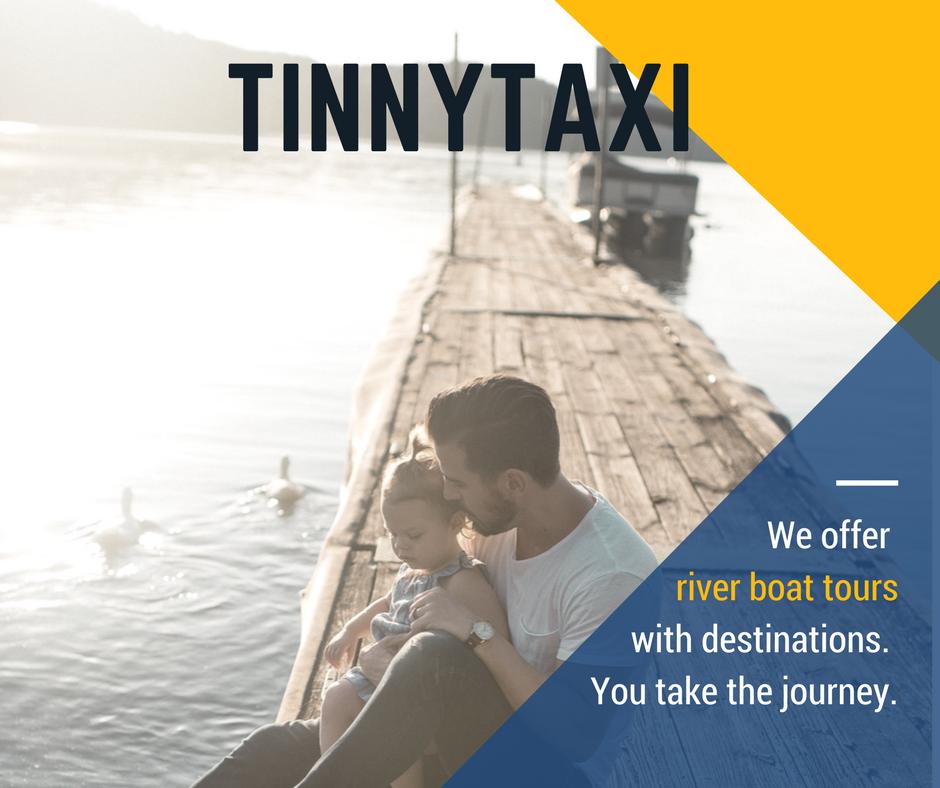 TINNYTAXI
We offer
river boat tours
with destinations.
You take the journey.